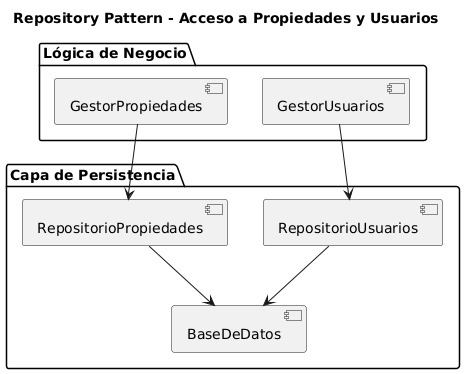 Repository Pattern - Acceso a Propiedades y Usuarios
Lógica de Negocio
GestorPropiedades
GestorUsuarios
Capa de Persistencia
RepositorioPropiedades
RepositorioUsuarios
BaseDeDatos